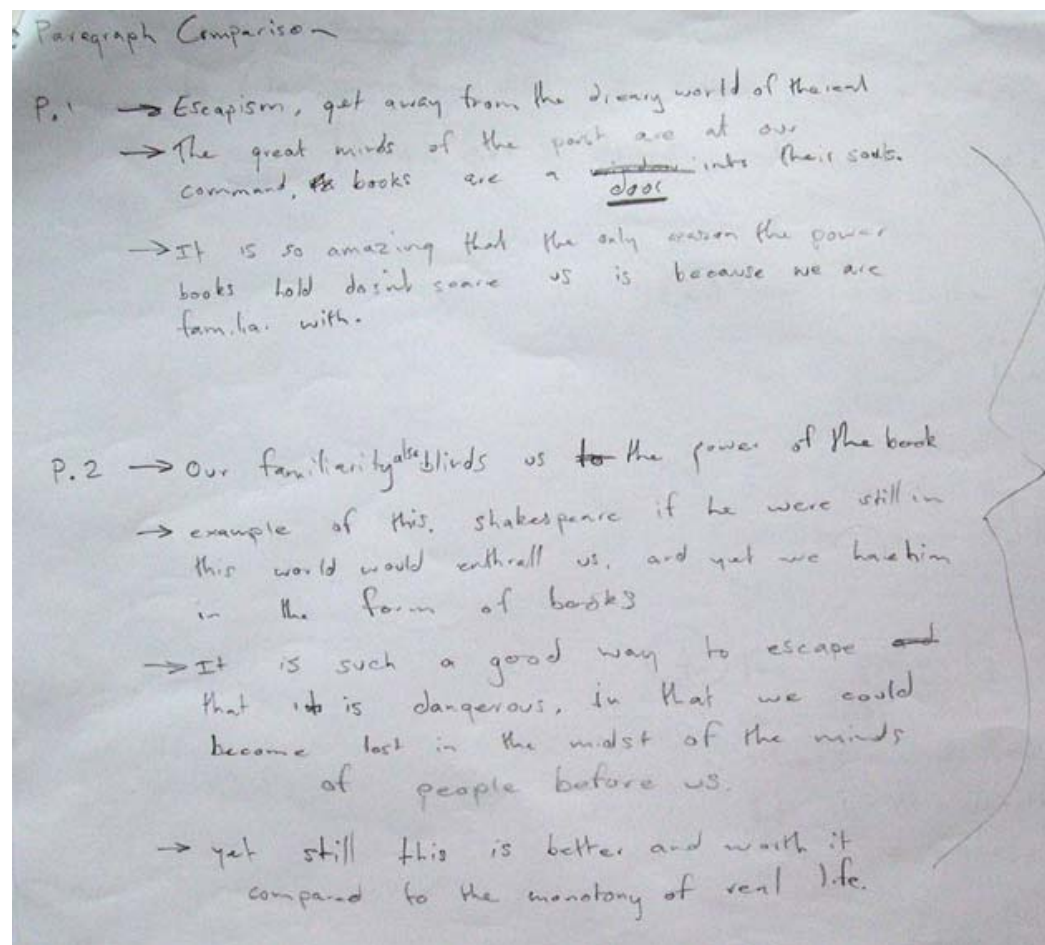 Paragraph Comparison
P.1 → Escapism, get away from the dreary world of the real
→ The great minds of the past are at our
command, books are a window into their souls.
door
→ It is so amazing that the only reason the power
books hold dosint scare us is because we are
familiar with.
P.2 → Our familiarity also blinds us to the power of the book
→ example of this, shakespeare if he were still in
this world would enthrall us, and yet we have him
in the form of books
→ It is such a good way to escape and
that it is dangerous, in that we could
become lost in the midst of the minds
of people before us.
→ yet still this is better and worth it
compared to the monotony of real life.